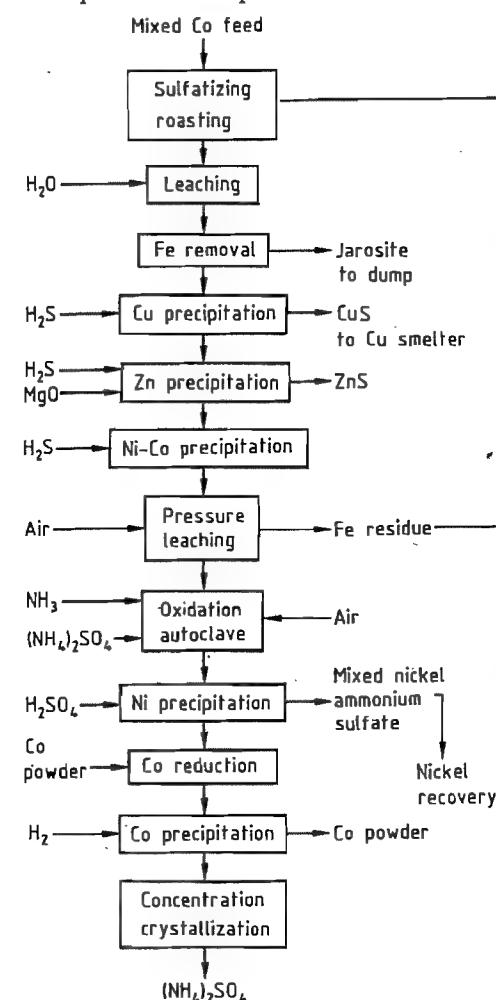 Mixed Co feed
Sulfatizing
roasting
H₂O
Leaching
Fe removal
Jarosite
to dump
H₂S
Cu precipitation
CuS
to Cu smelter
H₂S
MgO
Zn precipitation
ZnS
H₂S
Ni-Co precipitation
Air
Pressure
leaching
Fe residue
NH₃
(NH₄)₂SO₄
Oxidation
autoclave
Air
H₂SO₄
Ni precipitation
Mixed nickel
ammonium
sulfate
Nickel
recovery
Co
powder
Co reduction
H₂
Co precipitation
Co powder
Concentration
crystallization
(NH₄)₂SO₄